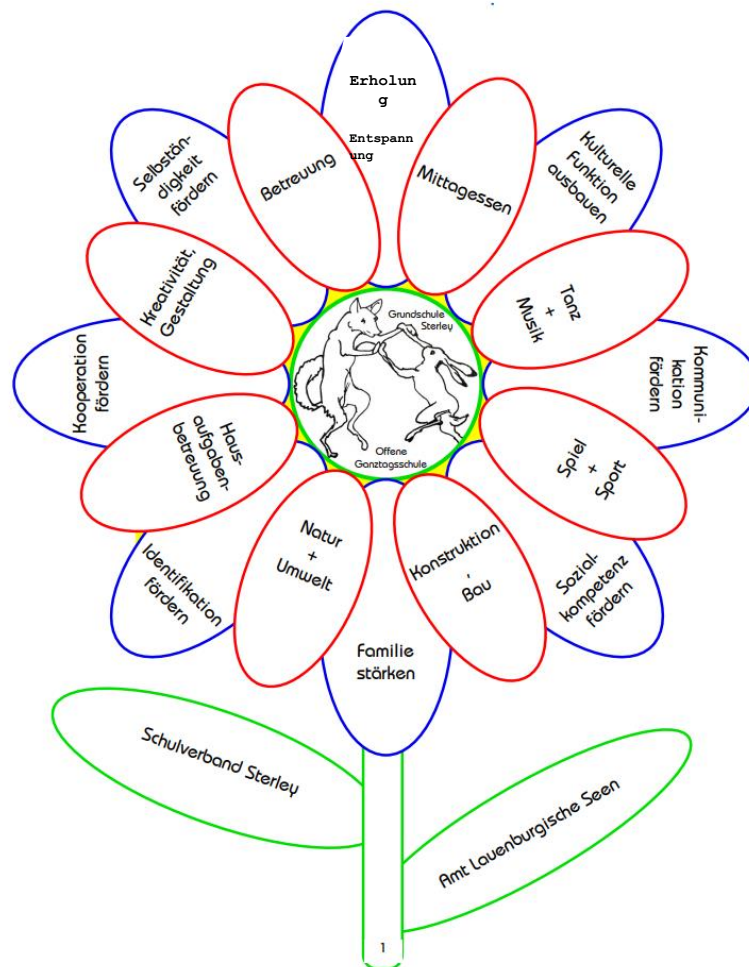 Erholun
g
Entspann
ung
Mittagessen
Kulturelle
Funktion
ausbauen
Tanz
+
Musik
Kommuni-
kation
fördern
Spiel
+
Sport
Sozial-
kompetenz
fördern
Konstruktion
,
Bau
Familie
stärken
Natur
+
Umwelt
Identifikation
fördern
Haus-
aufgaben-
betreuung
Kooperation
fördern
Kreativität,
Gestaltung
Selbstän-
digkeit
fördern
Betreuung
Grundschule
Sterley
Offene
Ganztagsschule
Schulverband Sterley
Amt Lauenburgische Seen
1